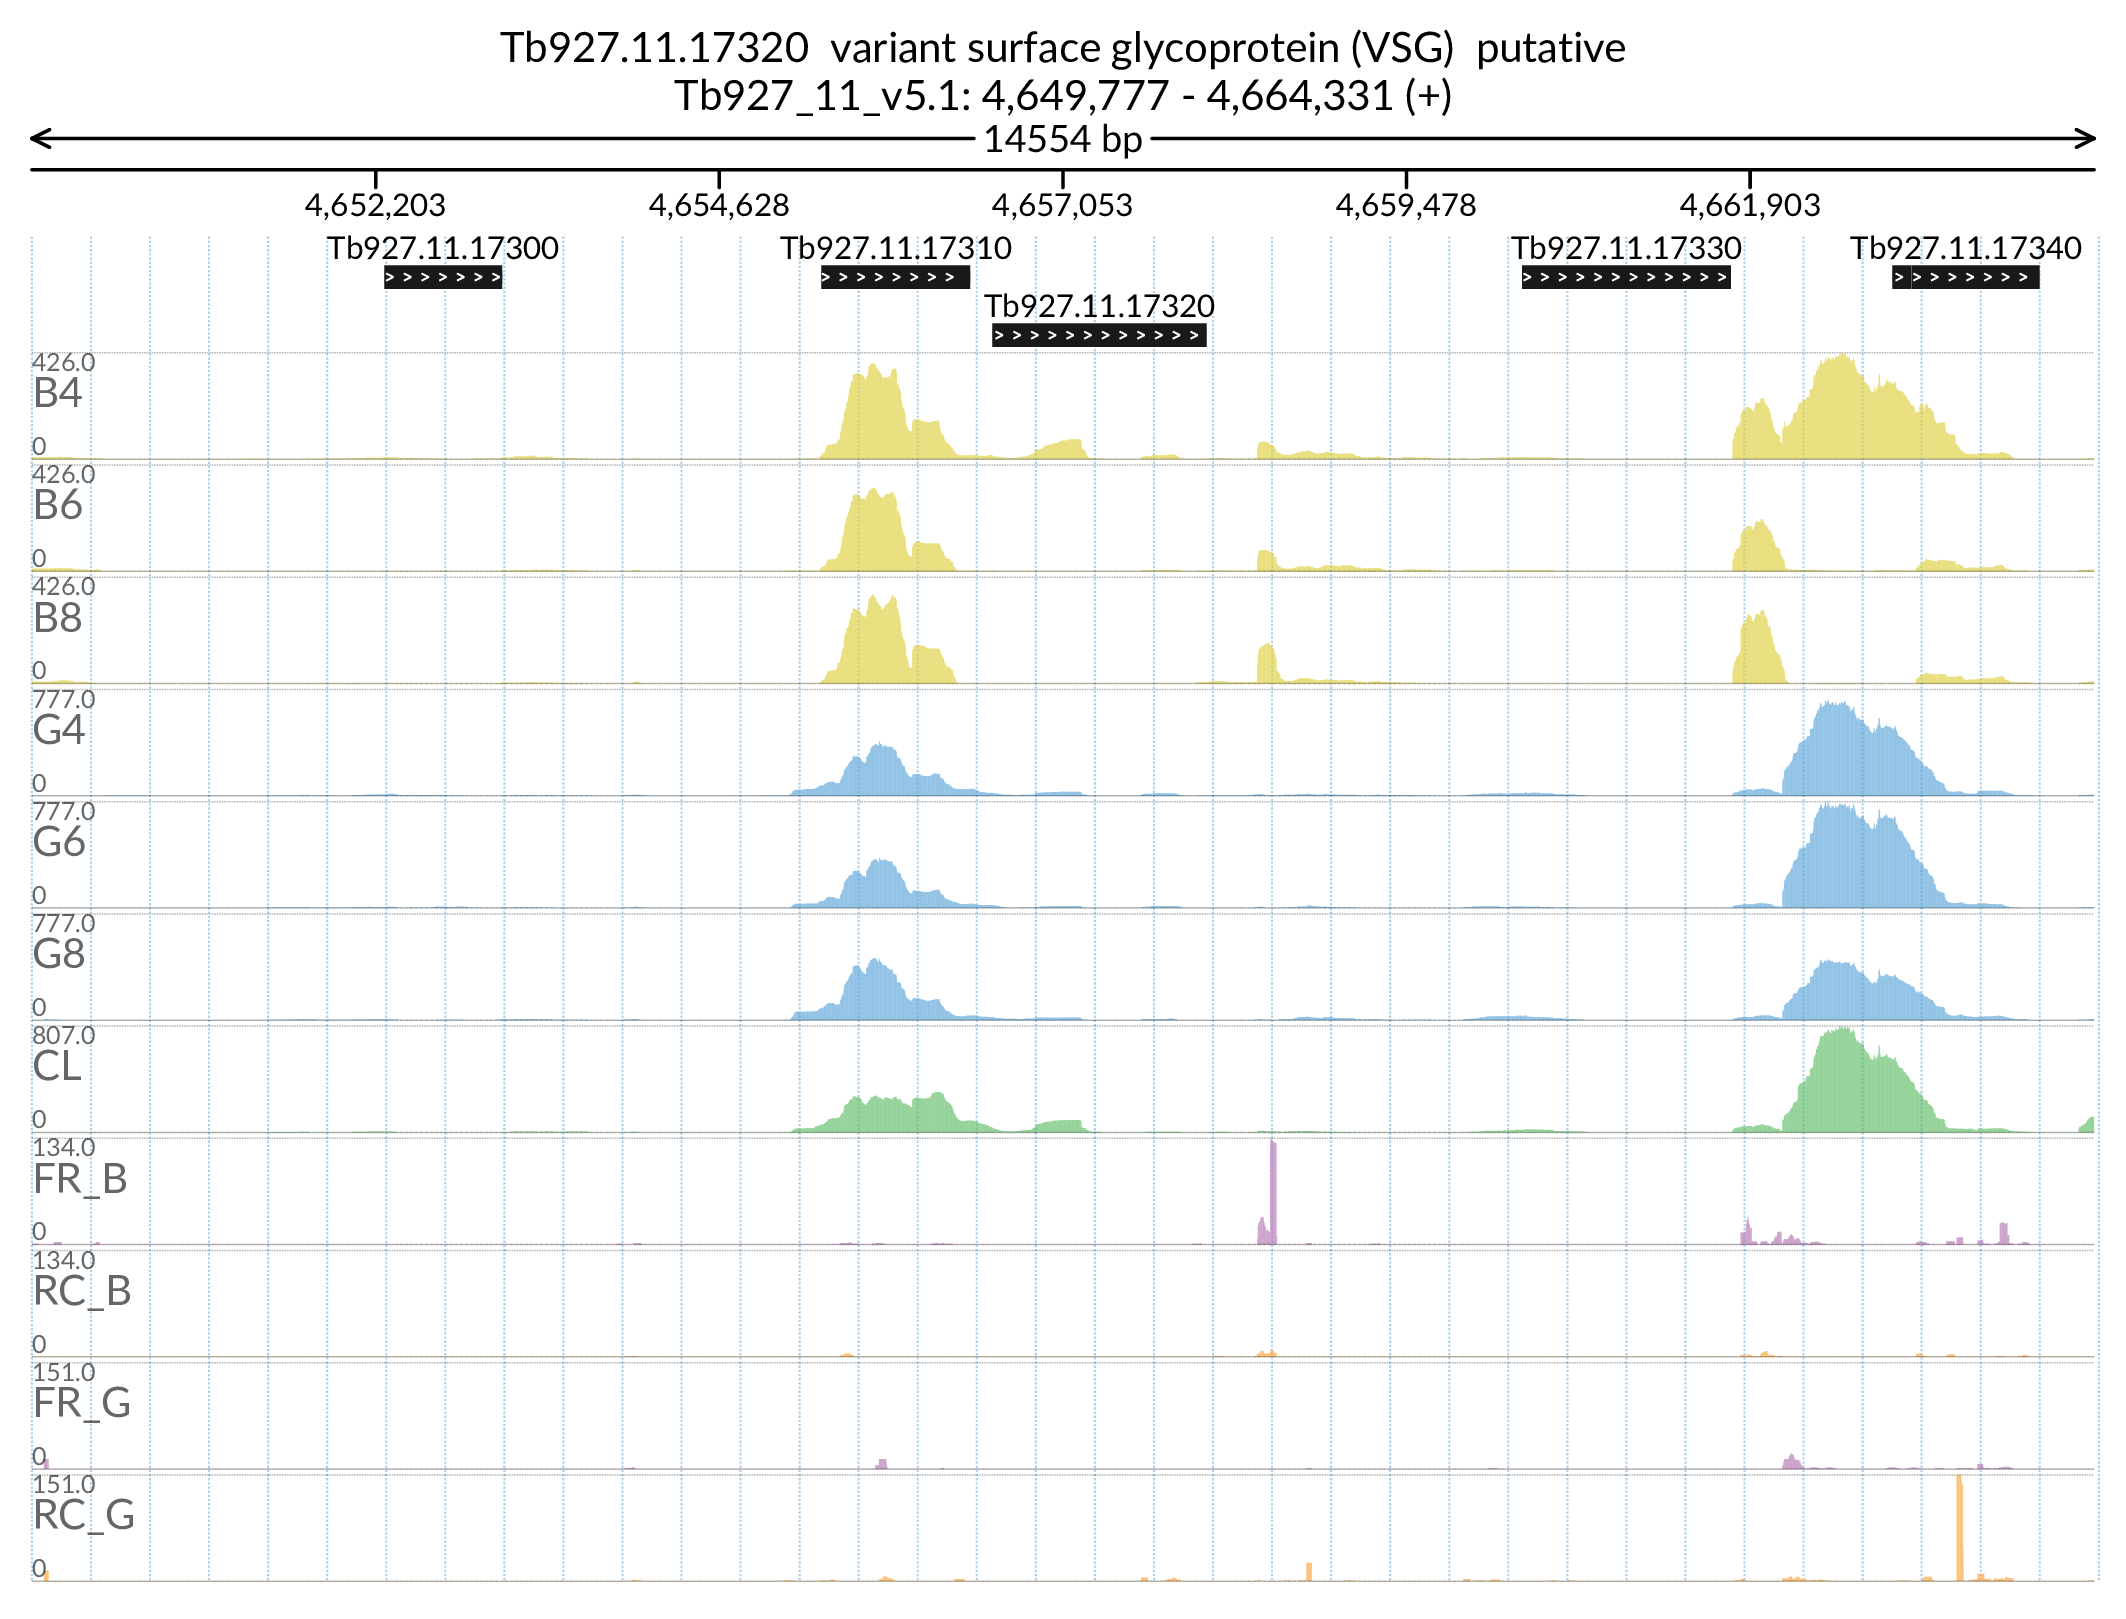 Tb927.11.17320 variant surface glycoprotein (VSG) putative
Tb927_11_v5.1: 4,649,777 - 4,664,331 (+)
14554 bp
4,652,203 4,654,628 4,657,053 4,659,478 4,661,903
Tb927.11.17300 Tb927.11.17310 Tb927.11.17330 Tb927.11.17340
Tb927.11.17320
426.0
B4
0
426.0
B6
0
426.0
B8
0
777.0
G4
0
777.0
G6
0
777.0
G8
0
807.0
CL
0
134.0
FR_B
0
134.0
RC_B
0
151.0
FR_G
0
151.0
RC_G
0